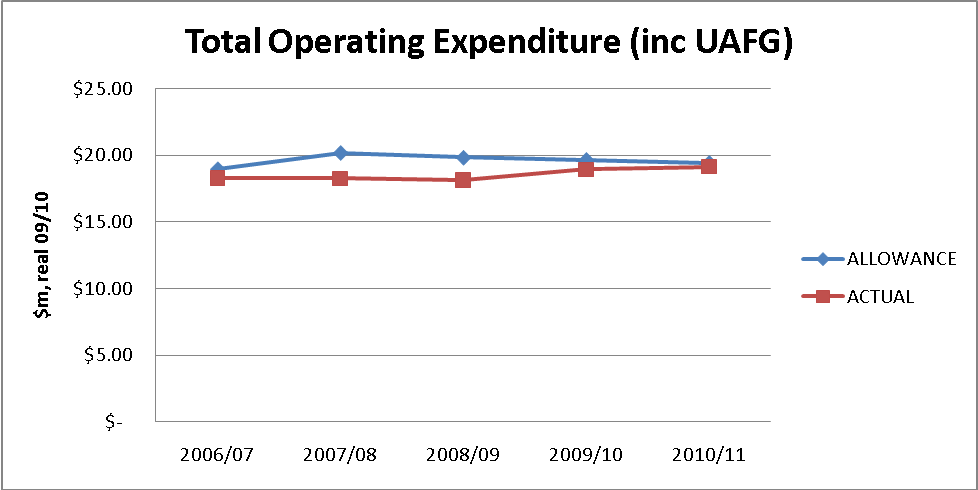 Total Operating Expenditure (inc UAFG)
$25.00
$20.00
$15.00
$10.00
$5.00
$-
$m, real 09/10
2006/07 2007/08 2008/09 2009/10 2010/11
ALLOWANCE
ACTUAL